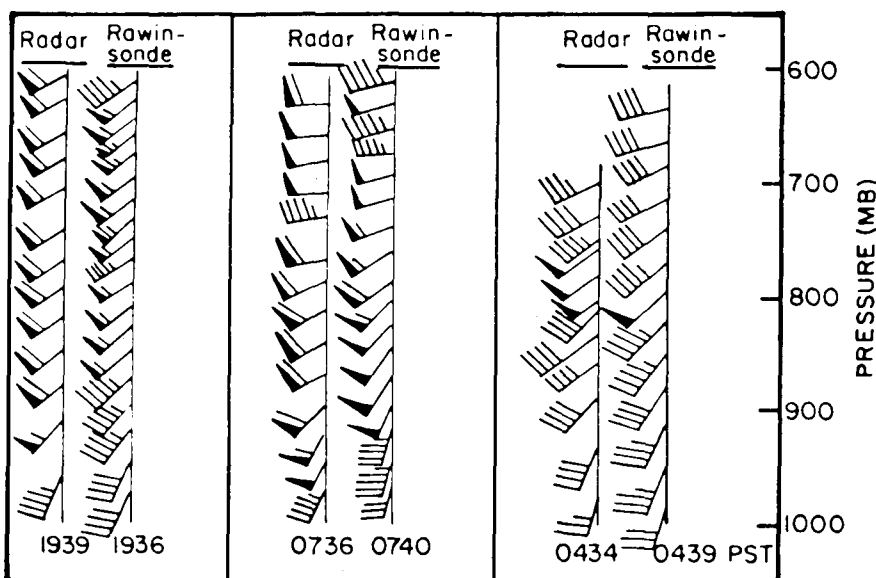 Radar
Rawin-
sonde
Radar
Rawin-
sonde
Radar
Rawin-
sonde
600
700
800
900
1000
PRESSURE (MB)
1939 1936
0736 0740
0434 0439 PST